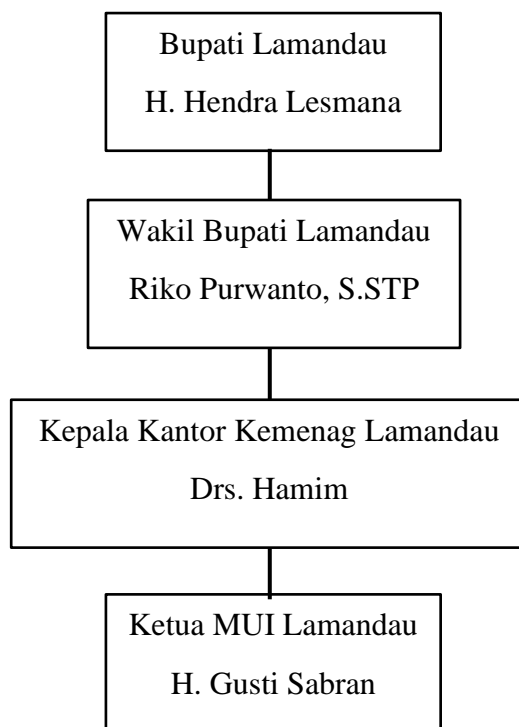 Bupati Lamandau
H. Hendra Lesmana
Wakil Bupati Lamandau
Riko Purwanto, S.STP
Kepala Kantor Kemenag Lamandau
Drs. Hamim
Ketua MUI Lamandau
H. Gusti Sabran